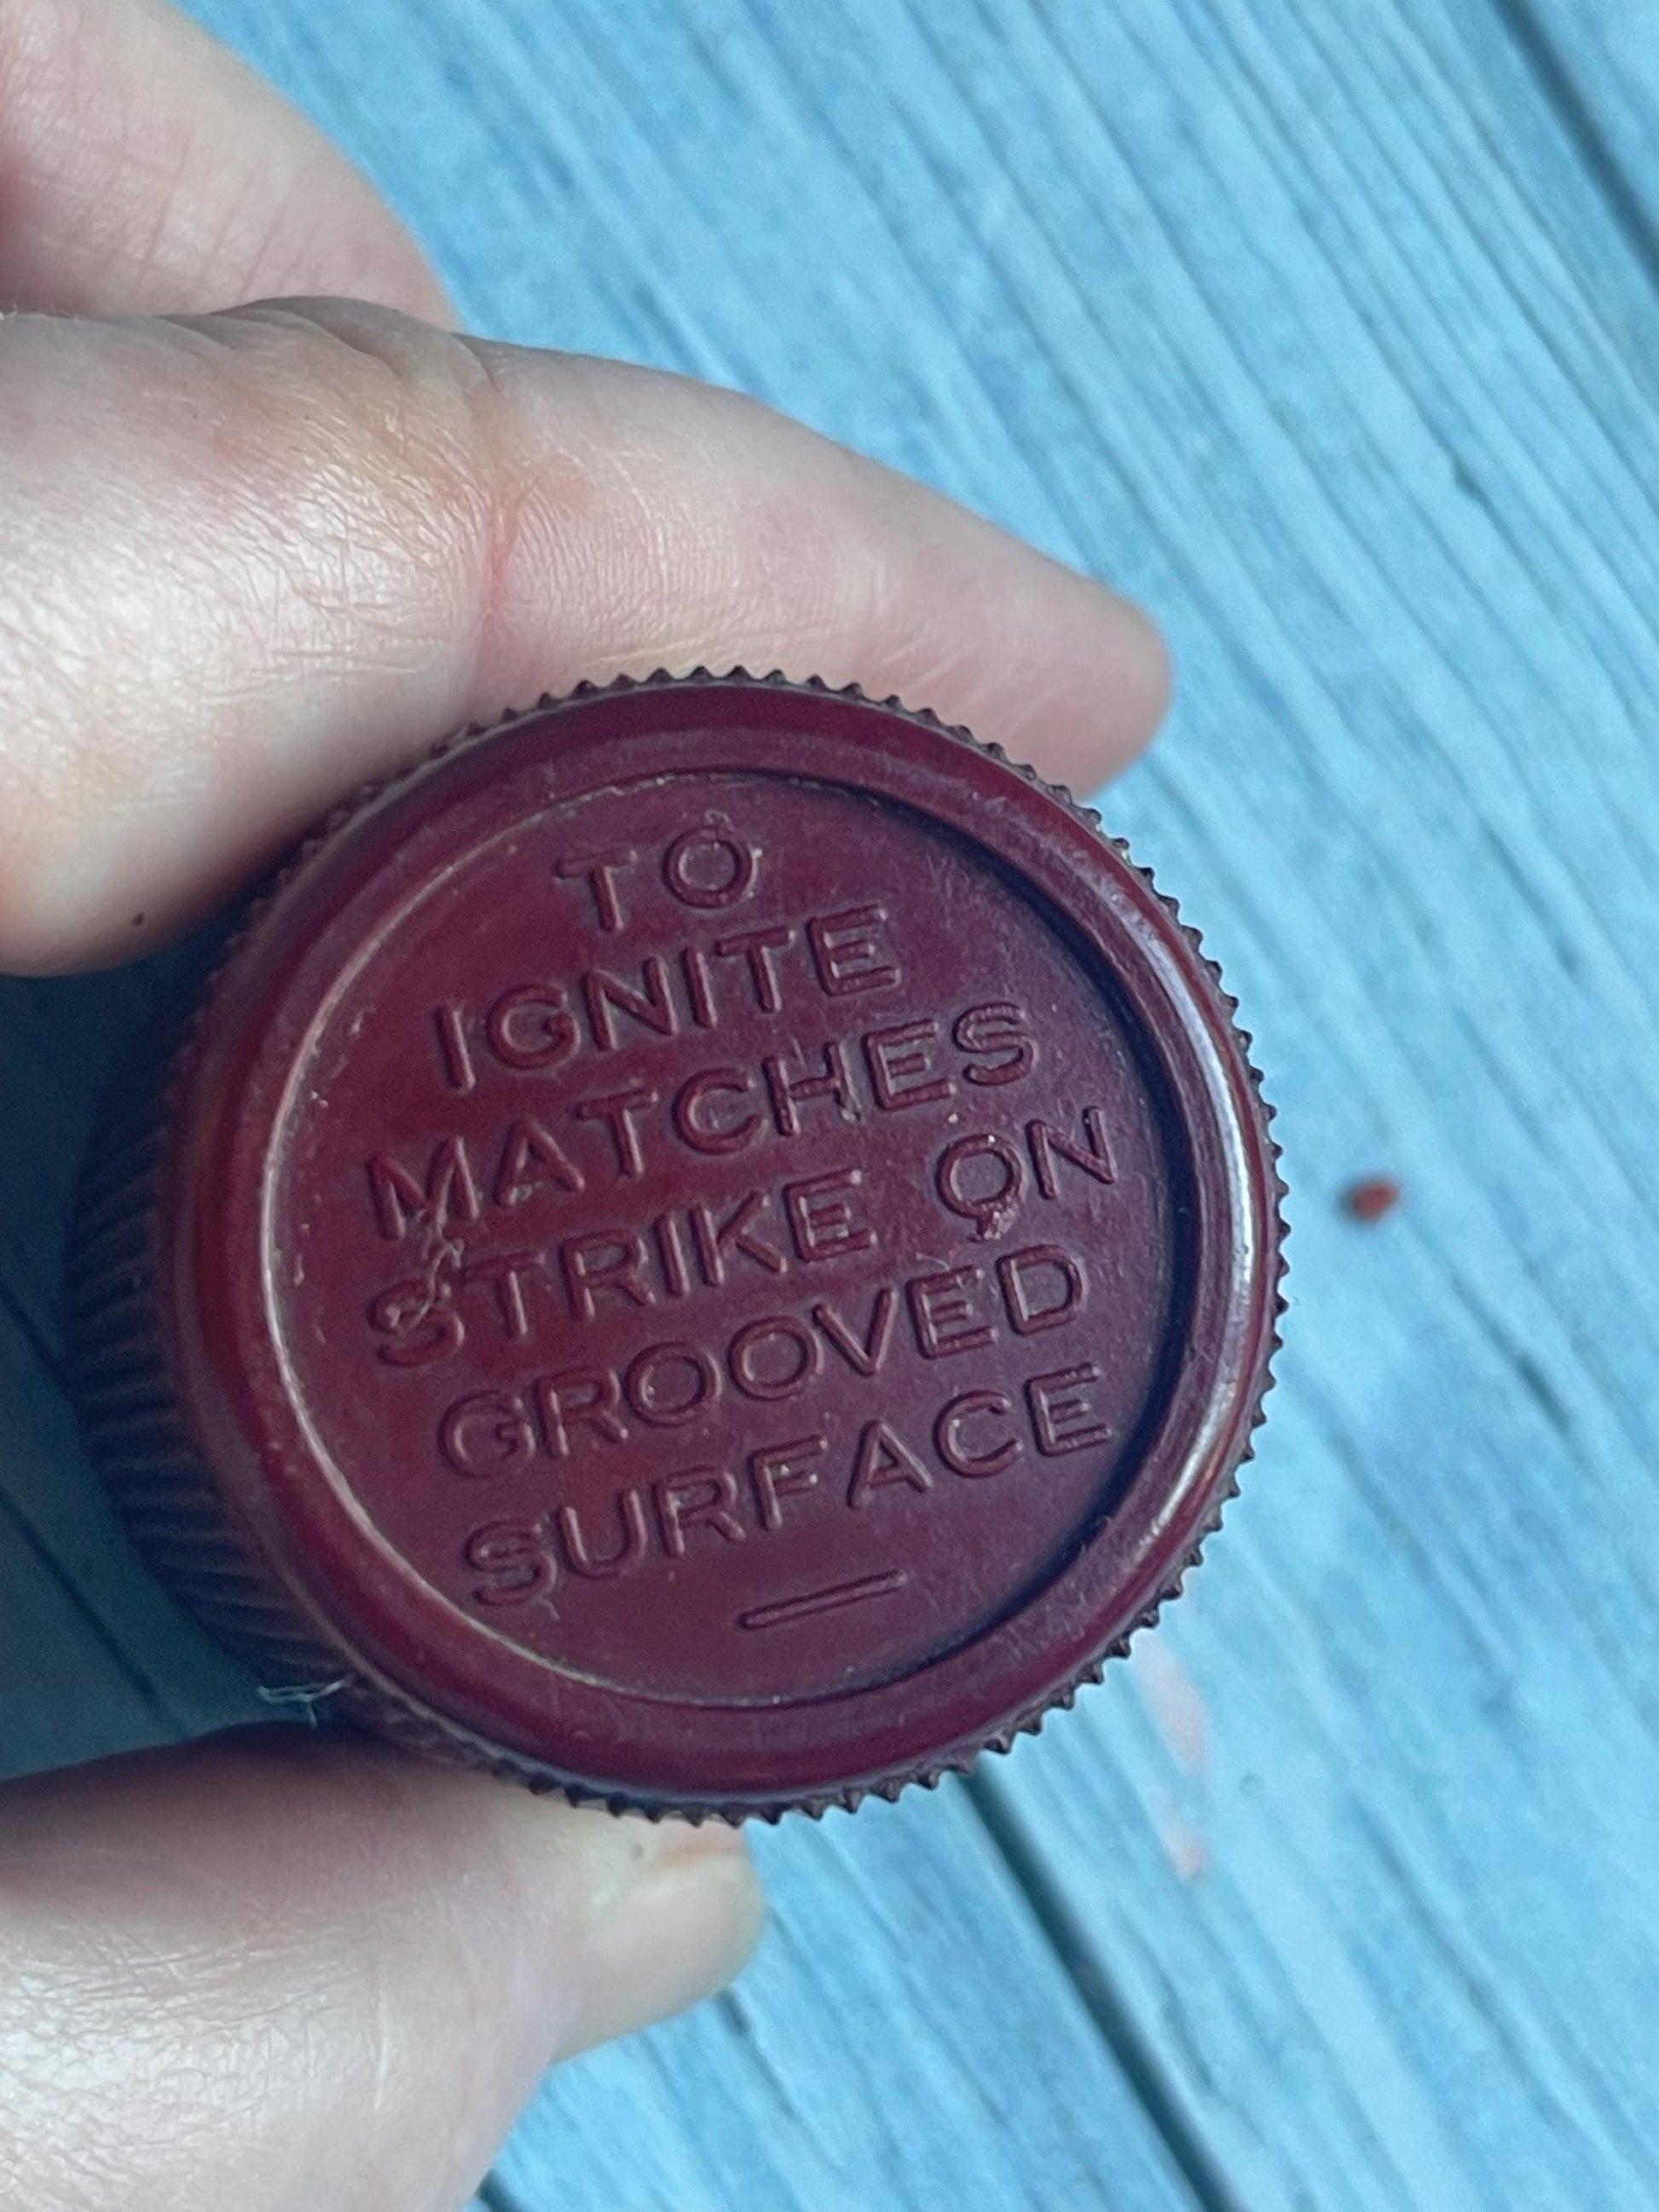 TO
IGNITE
MATCHES
STRIKE ON
GROOVED
SURFACE